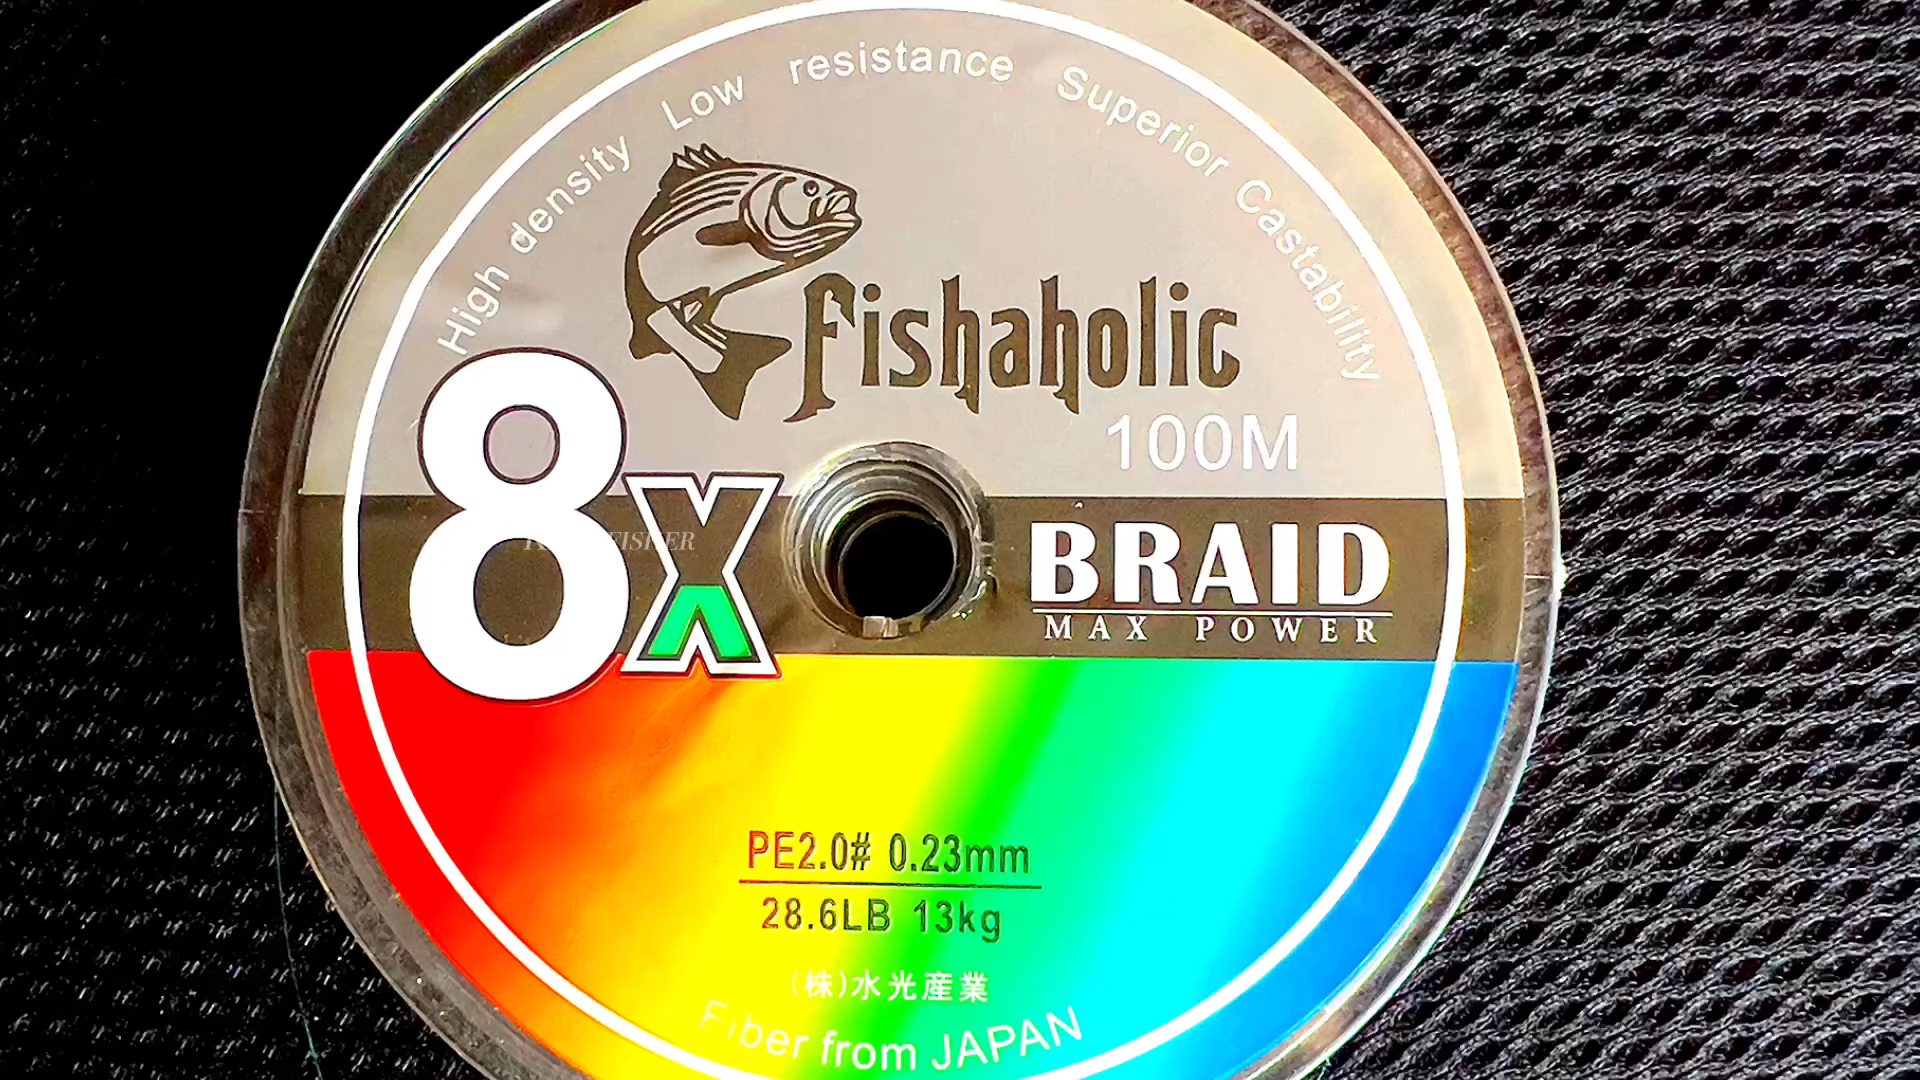 High density Low resistance Superior Castability
Fishaholic
100M
8X
BRAID
MAX POWER
PE2.0# 0.23mm
28.6LB 13kg
(株)水光産業
Fiber from JAPAN